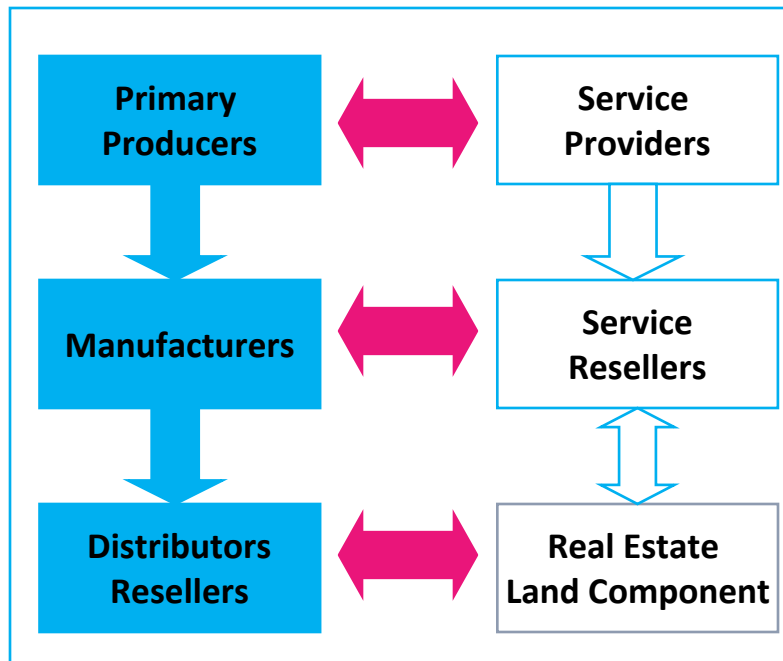 Primary
Producers
Service
Providers
Manufacturers
Service
Resellers
Distributors
Resellers
Real Estate
Land Component